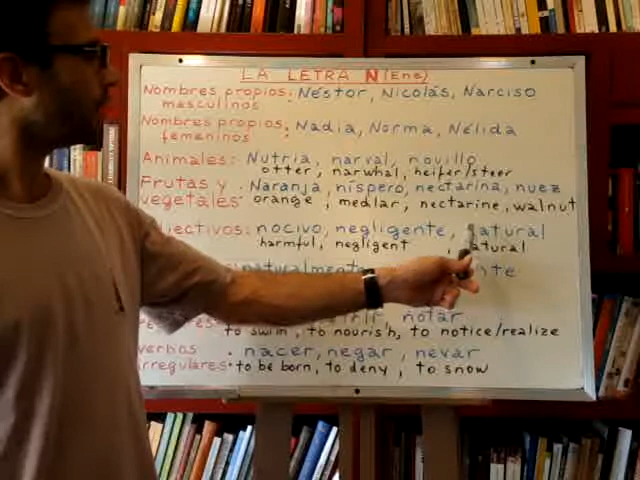 LA LETRA N (Ene)
Nombres propios: Néstor, Nicolás, Narciso
masculinos
Nombres propios: Nadia, Norma, Nélida
femeninos
Animales: Nutria, narval, novillo
otter, narwhal, heifer/steer
Frutas y Naranja, níspero, nectarina, nuez
vegetales orange, medlar, nectarine, walnut
nocivo, negligente, natural
harmful, negligent, natural
notar
to swim, to nourish, to notice/realize
verbos nacer, negar, nevar
irregulares to be born, to deny, to snow